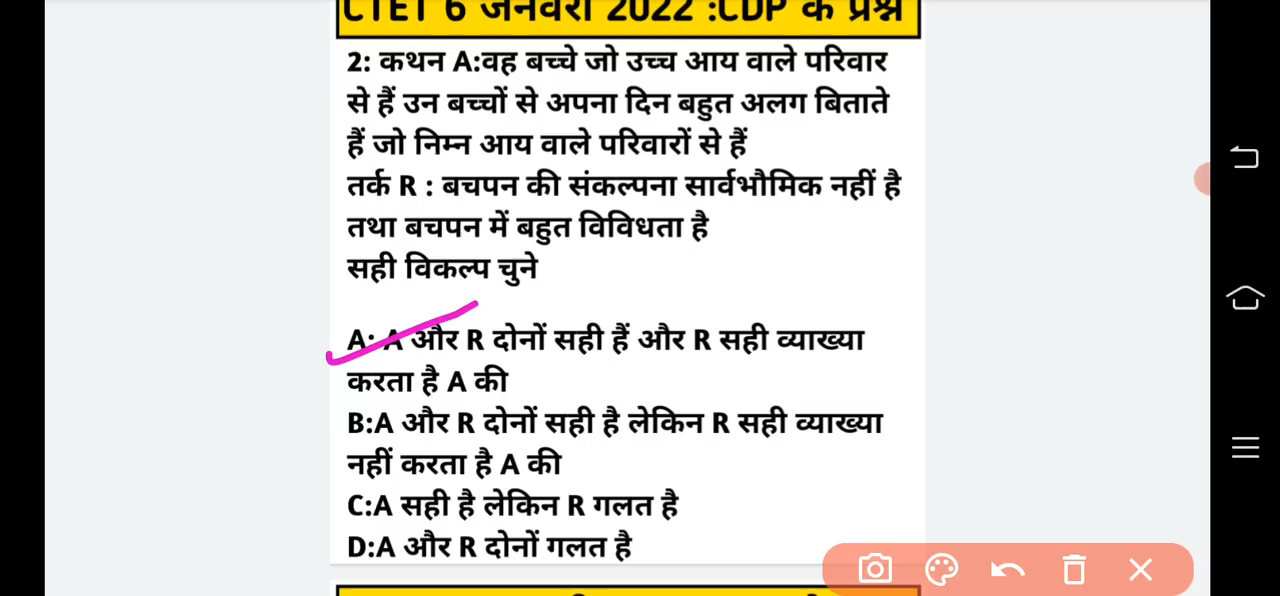 CTET 6 जनवरी 2022 :CDP के प्रश्न
2: कथन A:वह बच्चे जो उच्च आय वाले परिवार
से हैं उन बच्चों से अपना दिन बहुत अलग बिताते
हैं जो निम्न आय वाले परिवारों से हैं
तर्क R : बचपन की संकल्पना सार्वभौमिक नहीं है
तथा बचपन में बहुत विविधता है
सही विकल्प चुने
A: A और R दोनों सही हैं और R सही व्याख्या
करता है A की
B:A और R दोनों सही है लेकिन R सही व्याख्या
नहीं करता है A की
C:A सही है लेकिन R गलत है
D:A और R दोनों गलत है